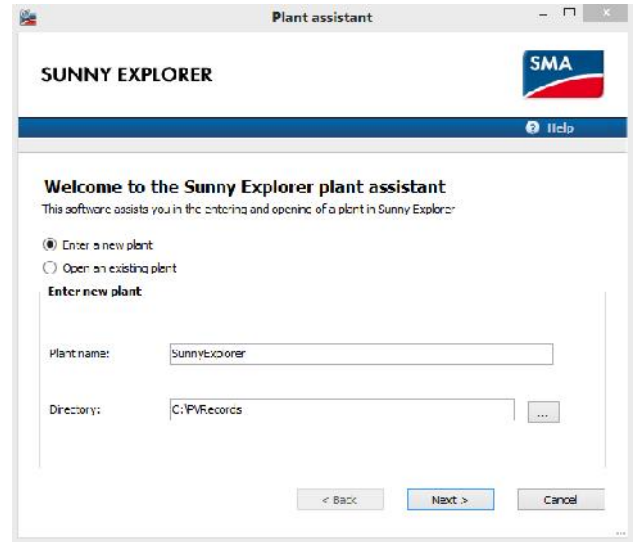 Plant assistant
SUNNY EXPLORER
SMA
Help
Welcome to the Sunny Explorer plant assistant
This software assists you in the entering and opening of a plant in Sunny Explorer
Enter a new plant
Open an existing plant
Enter new plant
Plant name: SunnyExplorer
Directory: C:\PVRecords ...
< Back Next > Cancel